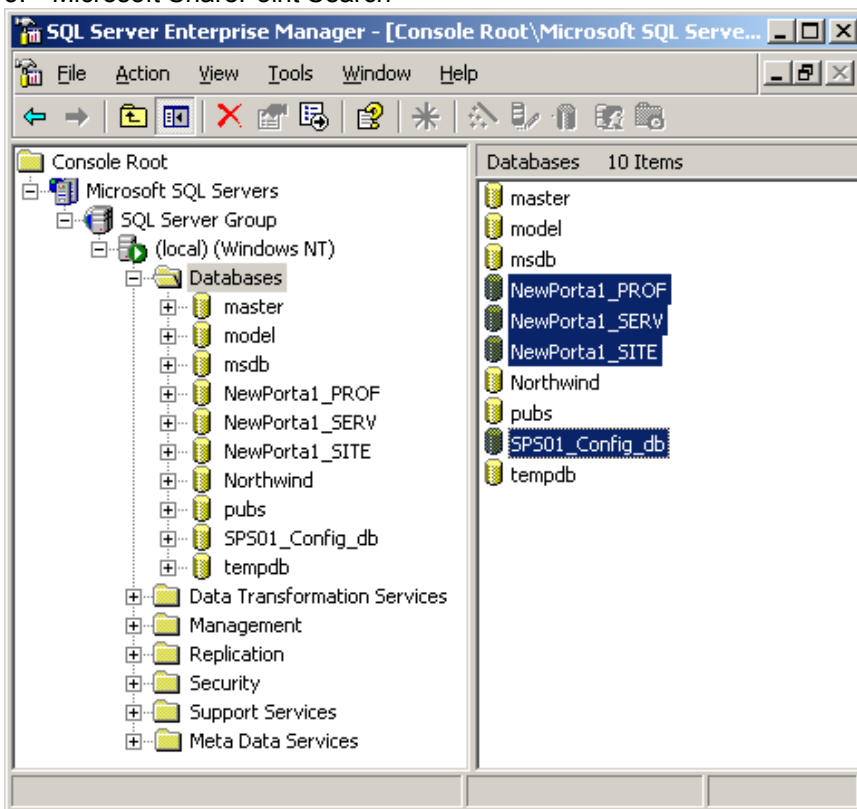 Microsoft SharePoint Search
SQL Server Enterprise Manager - [Console Root\Microsoft SQL Serve...
File Action View Tools Window Help
Console Root
Microsoft SQL Servers
SQL Server Group
(local) (Windows NT)
Databases
master
model
msdb
NewPorta1_PROF
NewPorta1_SERV
NewPorta1_SITE
Northwind
pubs
SPS01_Config_db
tempdb
Data Transformation Services
Management
Replication
Security
Support Services
Meta Data Services
Databases 10 Items
master
model
msdb
NewPorta1_PROF
NewPorta1_SERV
NewPorta1_SITE
Northwind
pubs
SPS01_Config_db
tempdb